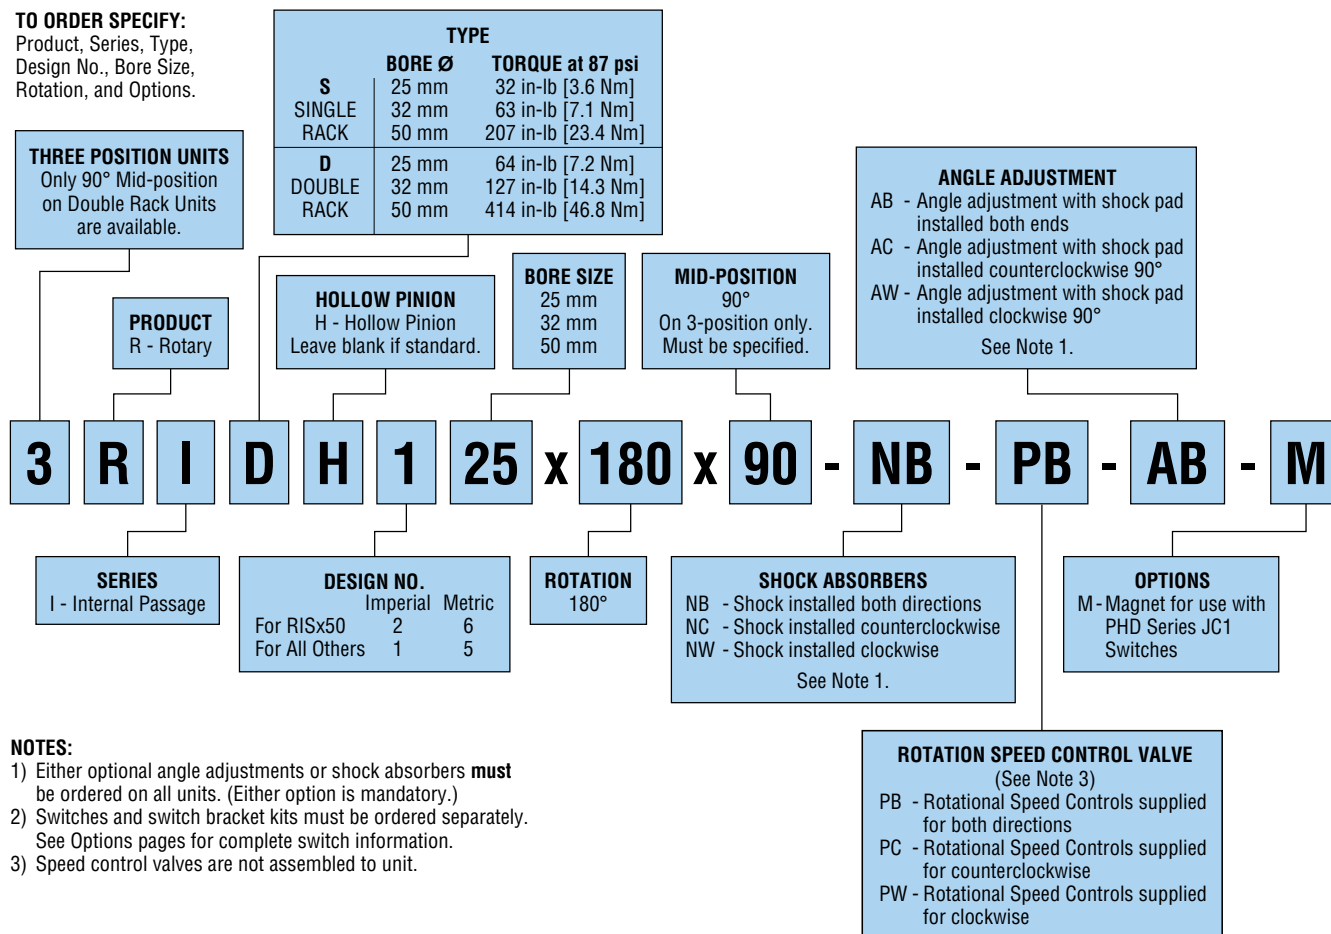 TO ORDER SPECIFY:
Product, Series, Type,
Design No., Bore Size,
Rotation, and Options.
TYPE
BORE Ø TORQUE at 87 psi
S 25 mm 32 in-lb [3.6 Nm]
SINGLE 32 mm 63 in-lb [7.1 Nm]
RACK 50 mm 207 in-lb [23.4 Nm]
D 25 mm 64 in-lb [7.2 Nm]
DOUBLE 32 mm 127 in-lb [14.3 Nm]
RACK 50 mm 414 in-lb [46.8 Nm]
THREE POSITION UNITS
Only 90° Mid-position
on Double Rack Units
are available.
PRODUCT
R - Rotary
HOLLOW PINION
H - Hollow Pinion
Leave blank if standard.
BORE SIZE
25 mm
32 mm
50 mm
MID-POSITION
90°
On 3-position only.
Must be specified.
ANGLE ADJUSTMENT
AB - Angle adjustment with shock pad
installed both ends
AC - Angle adjustment with shock pad
installed counterclockwise 90°
AW - Angle adjustment with shock pad
installed clockwise 90°
See Note 1.
3 R I D H 1 25 x 180 x 90 - NB - PB - AB - M
SERIES
I - Internal Passage
DESIGN NO.
Imperial Metric
For RISx50 2 6
For All Others 1 5
ROTATION
180°
SHOCK ABSORBERS
NB - Shock installed both directions
NC - Shock installed counterclockwise
NW - Shock installed clockwise
See Note 1.
OPTIONS
M - Magnet for use with
PHD Series JC1
Switches
ROTATION SPEED CONTROL VALVE
(See Note 3)
PB - Rotational Speed Controls supplied
for both directions
PC - Rotational Speed Controls supplied
for counterclockwise
PW - Rotational Speed Controls supplied
for clockwise
NOTES:
1) Either optional angle adjustments or shock absorbers must
be ordered on all units. (Either option is mandatory.)
2) Switches and switch bracket kits must be ordered separately.
See Options pages for complete switch information.
3) Speed control valves are not assembled to unit.